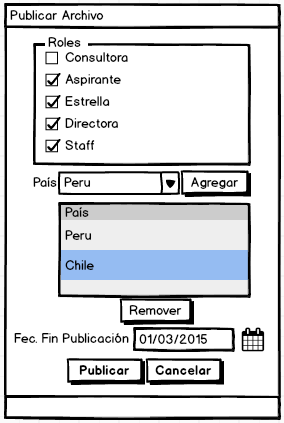 Publicar Archivo
Roles
Consultora
Aspirante
Estrella
Directora
Staff
País Peru Agregar
País
Peru
Chile
Remover
Fec. Fin Publicación 01/03/2015
Publicar Cancelar